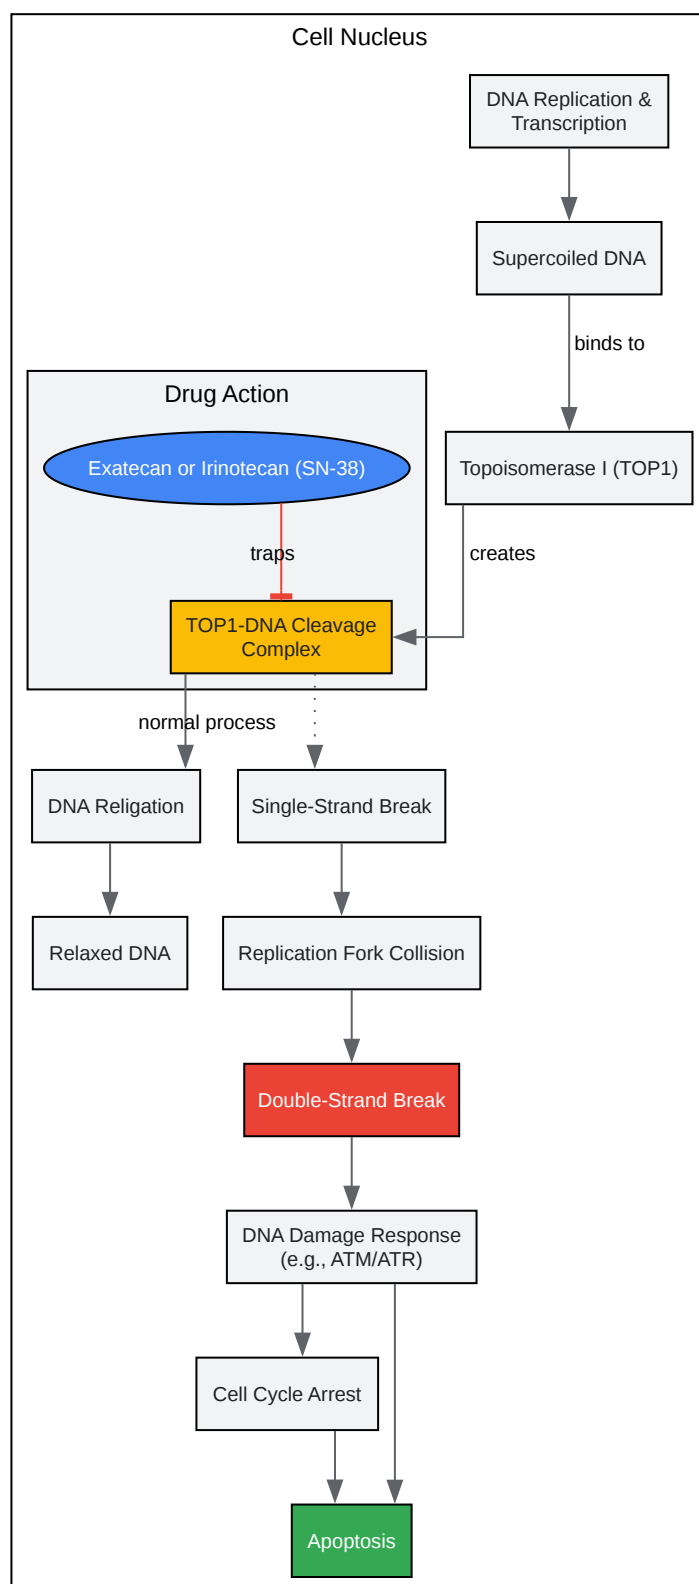 Cell Nucleus
DNA Replication &
Transcription
Supercoiled DNA
binds to
Drug Action
Exatecan or Irinotecan (SN-38)
Topoisomerase I (TOP1)
traps
creates
TOP1-DNA Cleavage
Complex
normal process
DNA Religation
Single-Strand Break
Relaxed DNA
Replication Fork Collision
Double-Strand Break
DNA Damage Response
(e.g., ATM/ATR)
Cell Cycle Arrest
Apoptosis